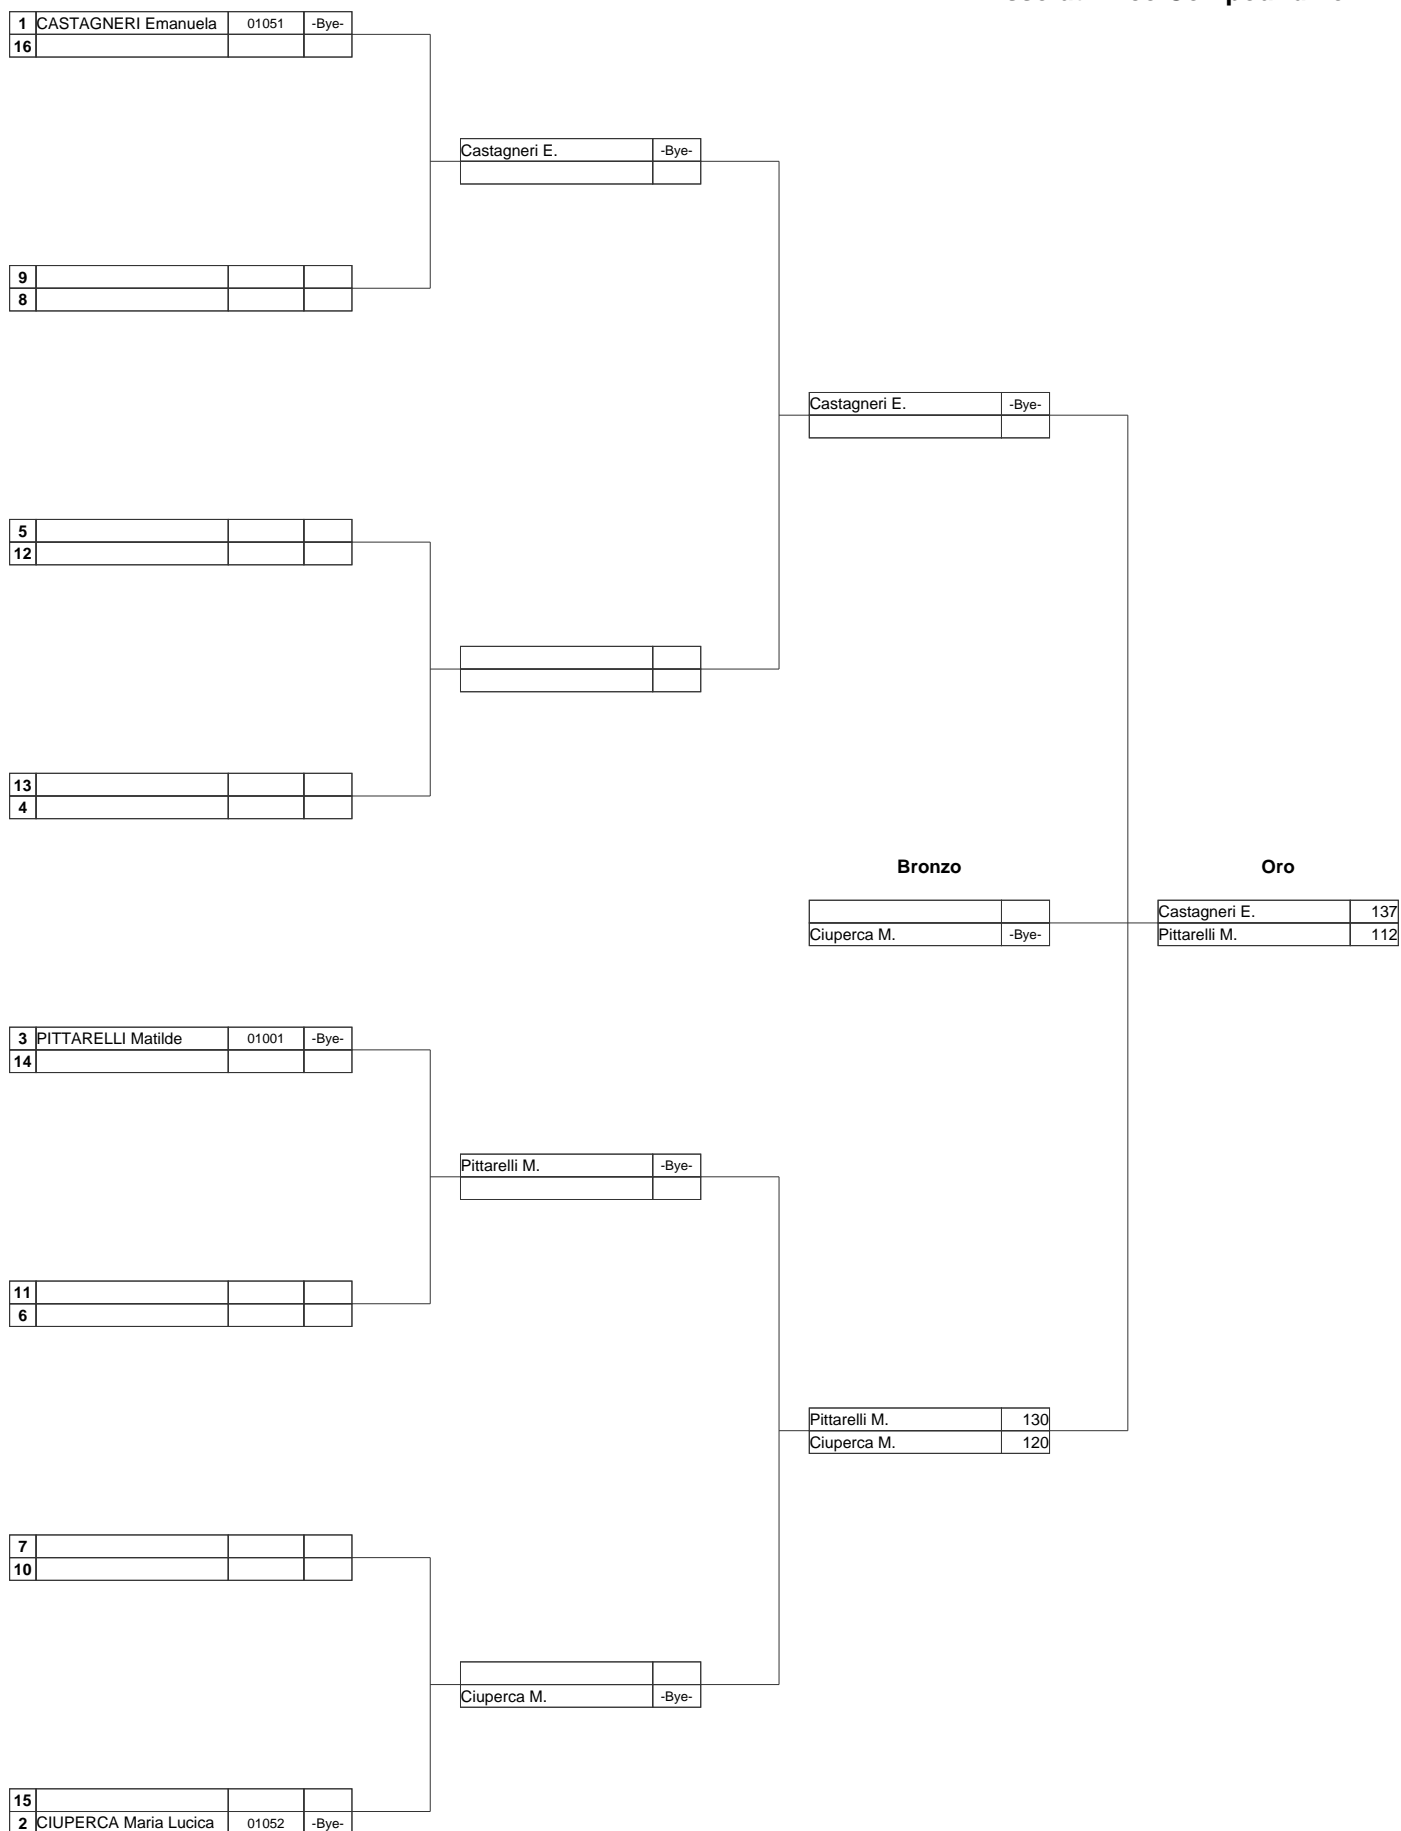 1 CASTAGNERI Emanuela 01051 -Bye-
16
Castagneri E. -Bye-
9
8
Castagneri E. -Bye-
5
12
13
4
Bronzo Oro
Castagneri E. 137
Ciuperca M. -Bye- Pittarelli M. 112
3 PITTARELLI Matilde 01001 -Bye-
14
Pittarelli M. -Bye-
11
6
Pittarelli M. 130
Ciuperca M. 120
7
10
Ciuperca M. -Bye-
15
2 CIUPERCA Maria Lucica 01052 -Bye-